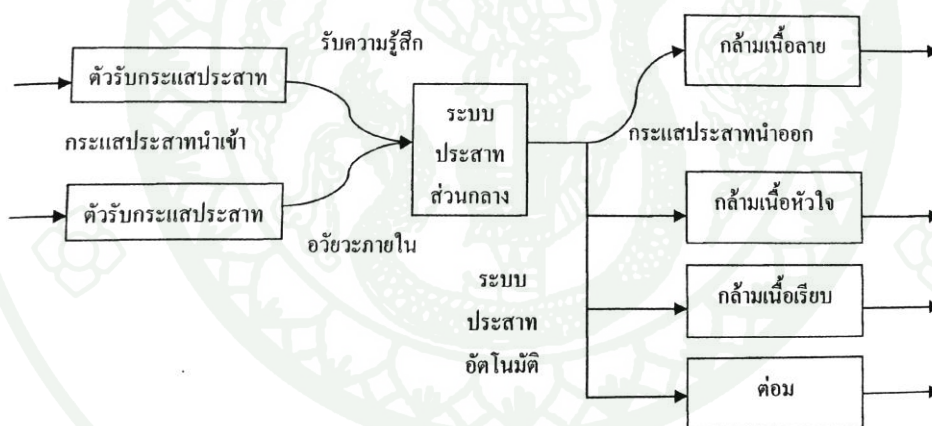 รับความรู้สึก
กล้ามเนื้อลาย
ตัวรับกระแสประสาท
ระบบ
ประสาท
ส่วนกลาง
กระแสประสาทนำเข้า
กระแสประสาทนำออก
ตัวรับกระแสประสาท
กล้ามเนื้อหัวใจ
อวัยวะภายใน
ระบบ
ประสาท
อัตโนมัติ
กล้ามเนื้อเรียบ
ต่อม